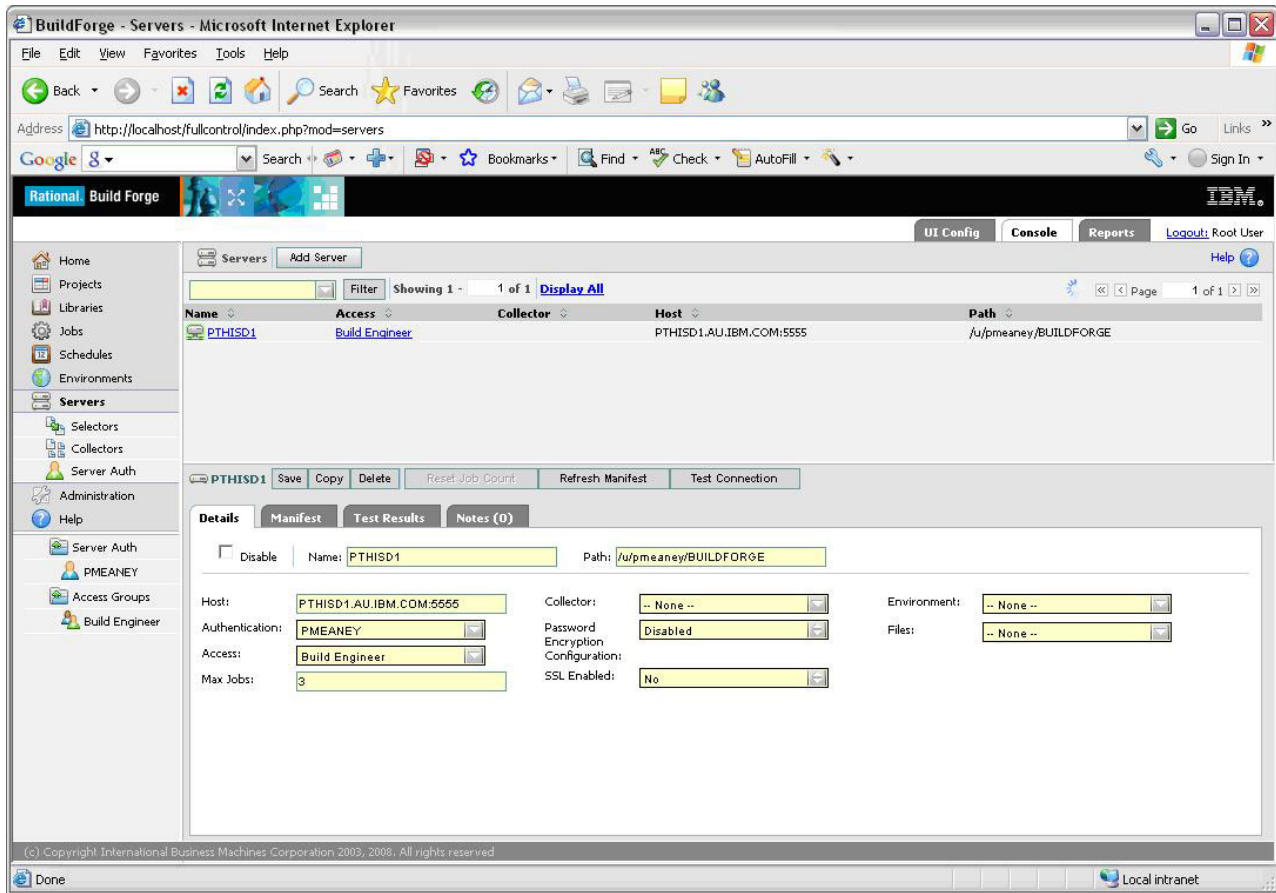 BuildForge - Servers - Microsoft Internet Explorer
File Edit View Favorites Tools Help
Back Search Favorites
Address http://localhost/fullcontrol/index.php?mod=servers Go Links »
Google Search Bookmarks Find ABC Check AutoFill Sign In
Rational. Build Forge IBM.
UI Config Console Reports Logout: Root User
Home
Projects
Libraries
Jobs
Schedules
Environments
Servers
Selectors
Collectors
Server Auth
Administration
Help
Server Auth
PMEANEY
Access Groups
Build Engineer
Servers Add Server Help
Filter Showing 1 - 1 of 1 Display All Page 1 of 1
Name Access Collector Host Path
PTHISD1 Build Engineer PTHISD1.AU.IBM.COM:5555 /u/pmeaney/BUILDFORGE
PTHISD1 Save Copy Delete Reset Job Count Refresh Manifest Test Connection
Details Manifest Test Results Notes (0)
Disable Name: PTHISD1 Path: /u/pmeaney/BUILDFORGE
Host: PTHISD1.AU.IBM.COM:5555 Collector: -- None -- Environment: -- None --
Authentication: PMEANEY Password Encryption Configuration: Disabled Files: -- None --
Access: Build Engineer
Max Jobs: 3 SSL Enabled: No
(c) Copyright International Business Machines Corporation 2003, 2008. All rights reserved
Done Local intranet